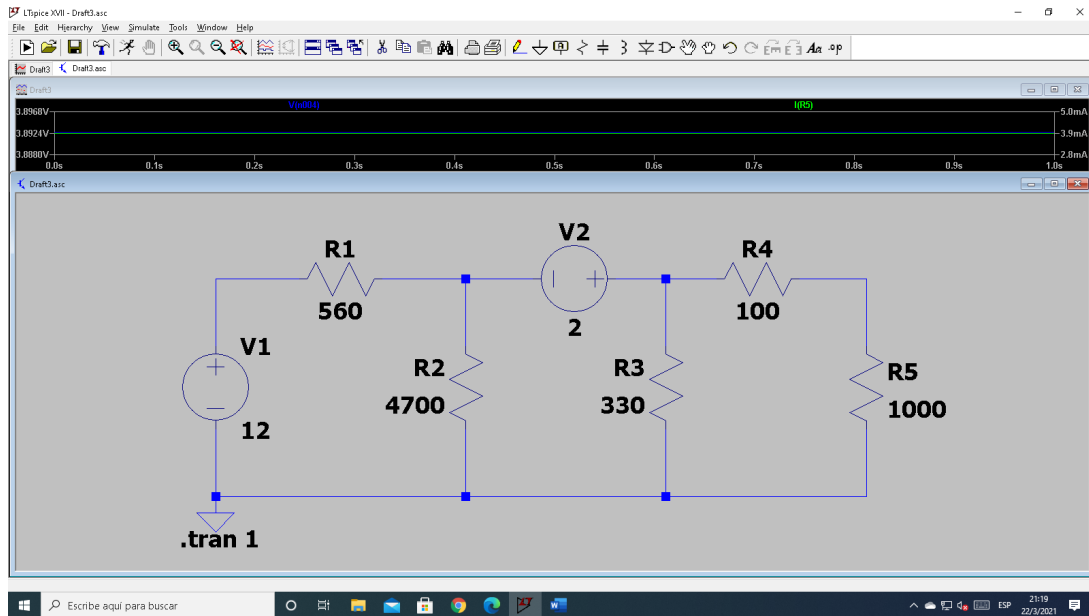 LTspice XVII - Draft3.asc
File Edit Hierarchy View Simulate Tools Window Help
Aa .op
Draft3 Draft3.asc
Draft3
I(R5)
3.8968V 5.0mA
3.8924V 3.9mA
3.8880V 2.8mA
0.0s 0.1s 0.2s 0.3s 0.4s 0.5s 0.6s 0.7s 0.8s 0.9s 1.0s
Draft3.asc
V2
R1 R4
560 2 100
V1
R2 R3 R5
4700 330 1000
12
.tran 1
Escribe aquí para buscar
ESP
21:19
22/3/2021